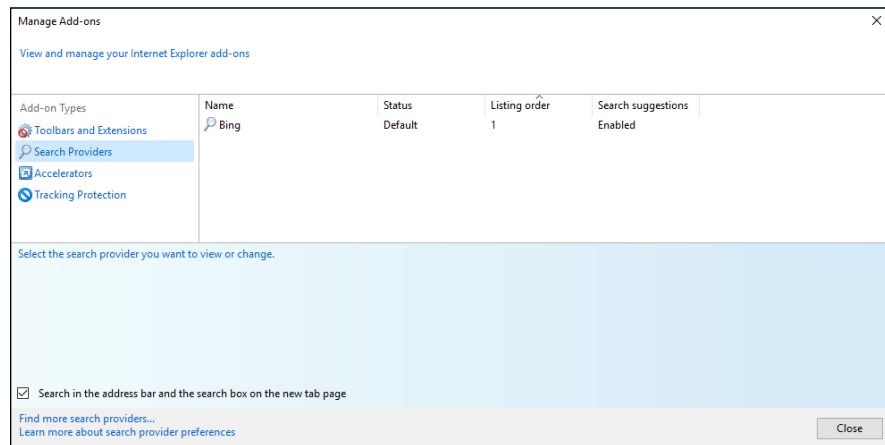 Manage Add-ons
View and manage your Internet Explorer add-ons
Add-on Types
Toolbars and Extensions
Search Providers
Accelerators
Tracking Protection
Name Status Listing order Search suggestions
Bing Default 1 Enabled
Select the search provider you want to view or change.
Search in the address bar and the search box on the new tab page
Find more search providers...
Learn more about search provider preferences
Close